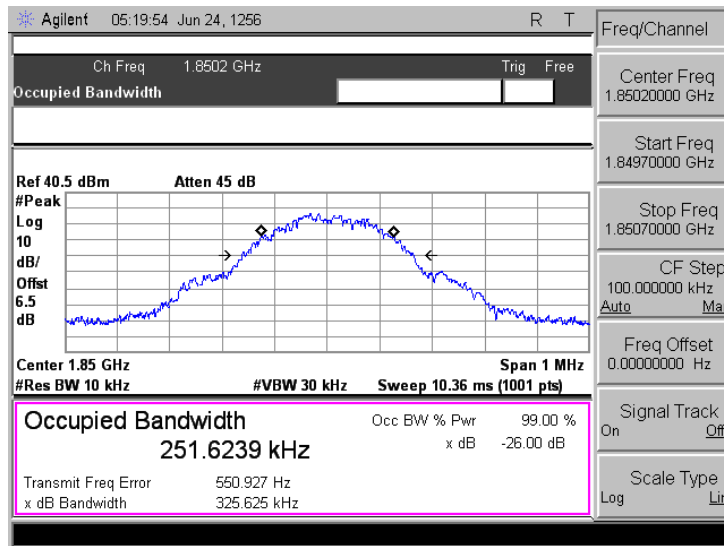 Agilent 05:19:54 Jun 24, 1256 R T
Ch Freq 1.8502 GHz Trig Free
Occupied Bandwidth
Ref 40.5 dBm Atten 45 dB
#Peak
Log
10
dB/
Offst
6.5
dB
Center 1.85 GHz Span 1 MHz
#Res BW 10 kHz #VBW 30 kHz Sweep 10.36 ms (1001 pts)
Occupied Bandwidth Occ BW % Pwr 99.00 %
251.6239 kHz x dB -26.00 dB
Transmit Freq Error 550.927 Hz
x dB Bandwidth 325.625 kHz
Freq/Channel
Center Freq
1.85020000 GHz
Start Freq
1.84970000 GHz
Stop Freq
1.85070000 GHz
CF Step
100.000000 kHz
Auto Ma
Freq Offset
0.00000000 Hz
Signal Track
On Off
Scale Type
Log Lin